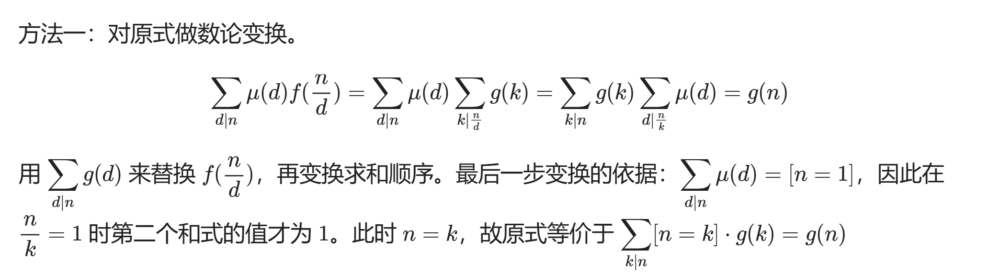 方法一：对原式做数论变换。
$$\sum_{d|n}\mu(d)f(\frac{n}{d})=\sum_{d|n}\mu(d)\sum_{k|\frac{n}{d}}g(k)=\sum_{k|n}g(k)\sum_{d|\frac{n}{k}}\mu(d)=g(n)$$
用 $\sum_{d|n}g(d)$ 来替换 $f(\frac{n}{d})$，再变换求和顺序。最后一步变换的依据：$\sum_{d|n}\mu(d)=[n=1]$，因此在
$\frac{n}{k}=1$ 时第二个和式的值才为 $1$。此时 $n=k$，故原式等价于 $\sum_{k|n}[n=k]\cdot g(k)=g(n)$